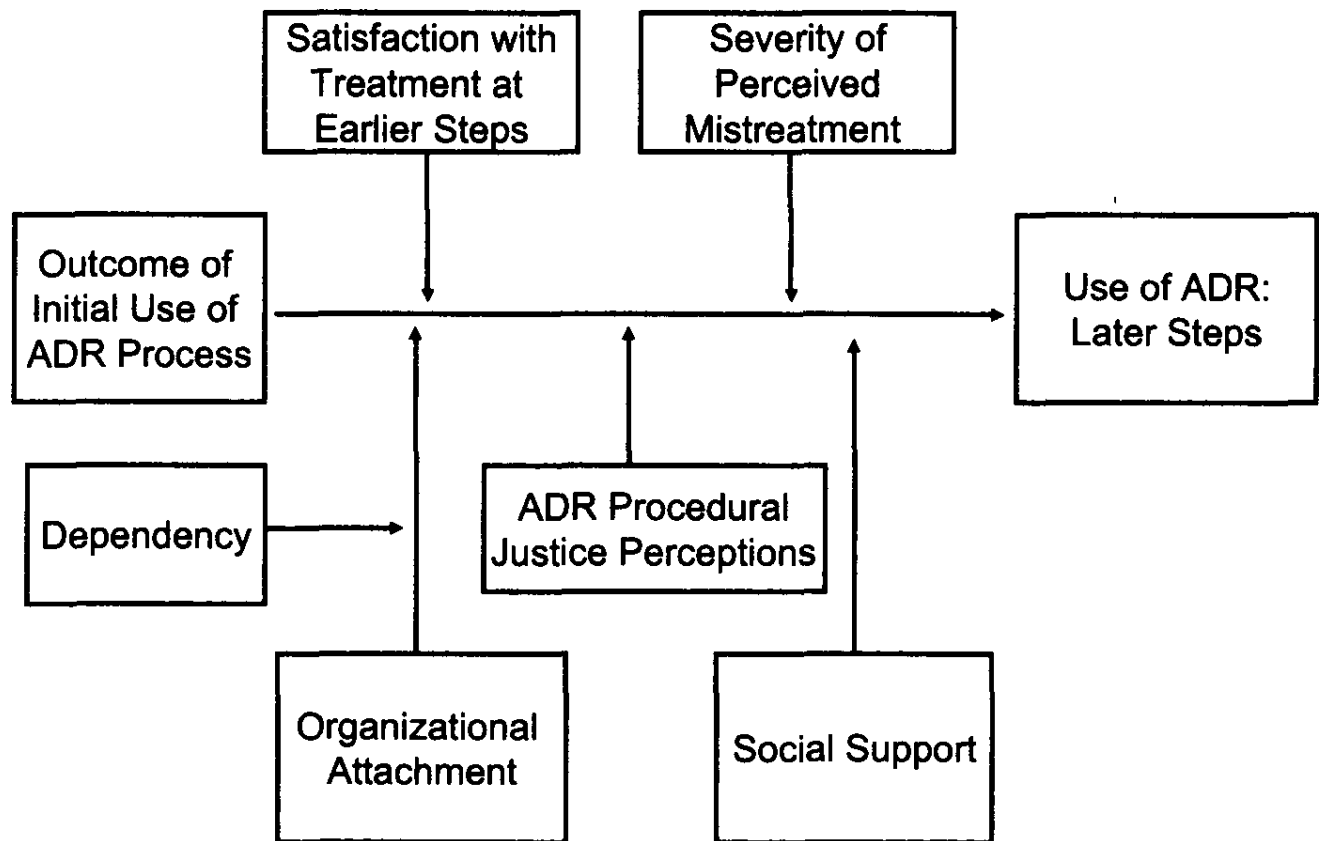 Satisfaction with
Treatment at
Earlier Steps
Severity of
Perceived
Mistreatment
Outcome of
Initial Use of
ADR Process
Use of ADR:
Later Steps
Dependency
ADR Procedural
Justice Perceptions
Organizational
Attachment
Social Support